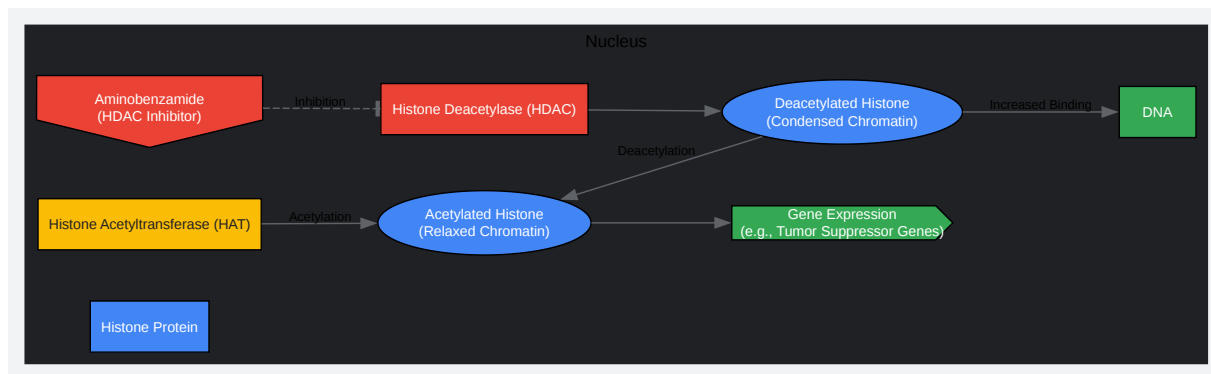 Nucleus
Aminobenzamide
(HDAC Inhibitor)
Inhibition
Histone Deacetylase (HDAC)
Deacetylated Histone
(Condensed Chromatin)
Increased Binding
DNA
Deacetylation
Histone Acetyltransferase (HAT)
Acetylation
Acetylated Histone
(Relaxed Chromatin)
Gene Expression
(e.g., Tumor Suppressor Genes)
Histone Protein